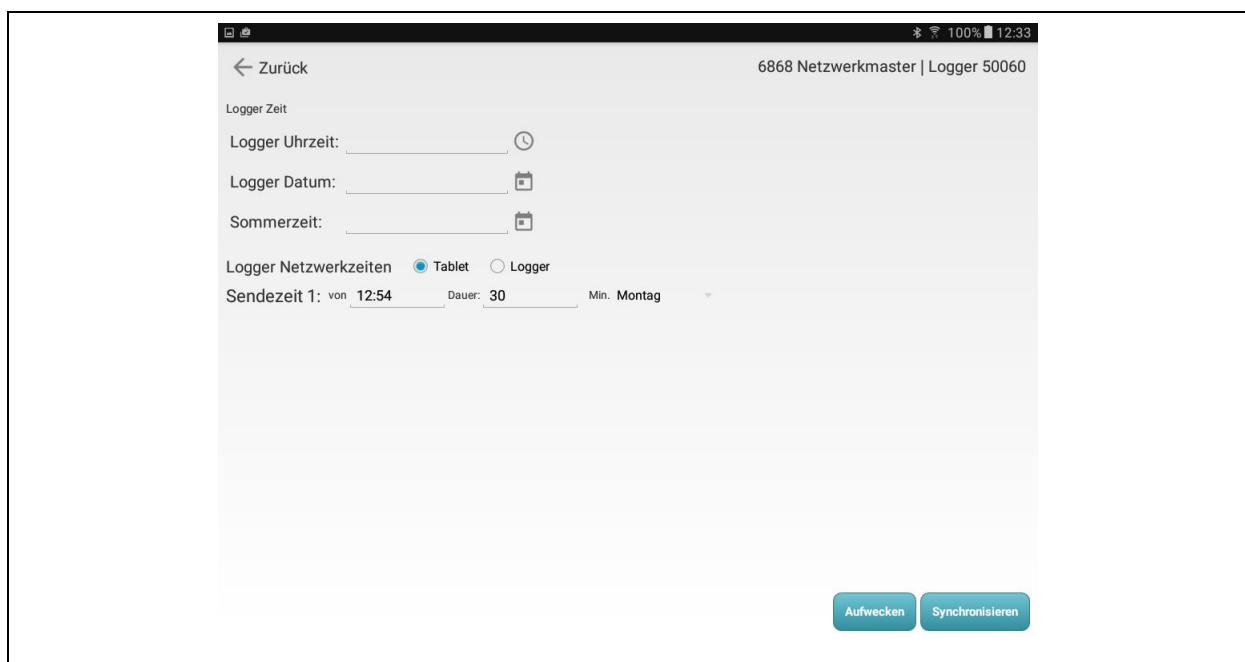 100% 12:33
Zurück 6868 Netzwerkmaster | Logger 50060
Logger Zeit
Logger Uhrzeit:
Logger Datum:
Sommerzeit:
Logger Netzwerkzeiten Tablet Logger
Sendezeit 1: von 12:54 Dauer: 30 Min. Montag
Aufwecken Synchronisieren